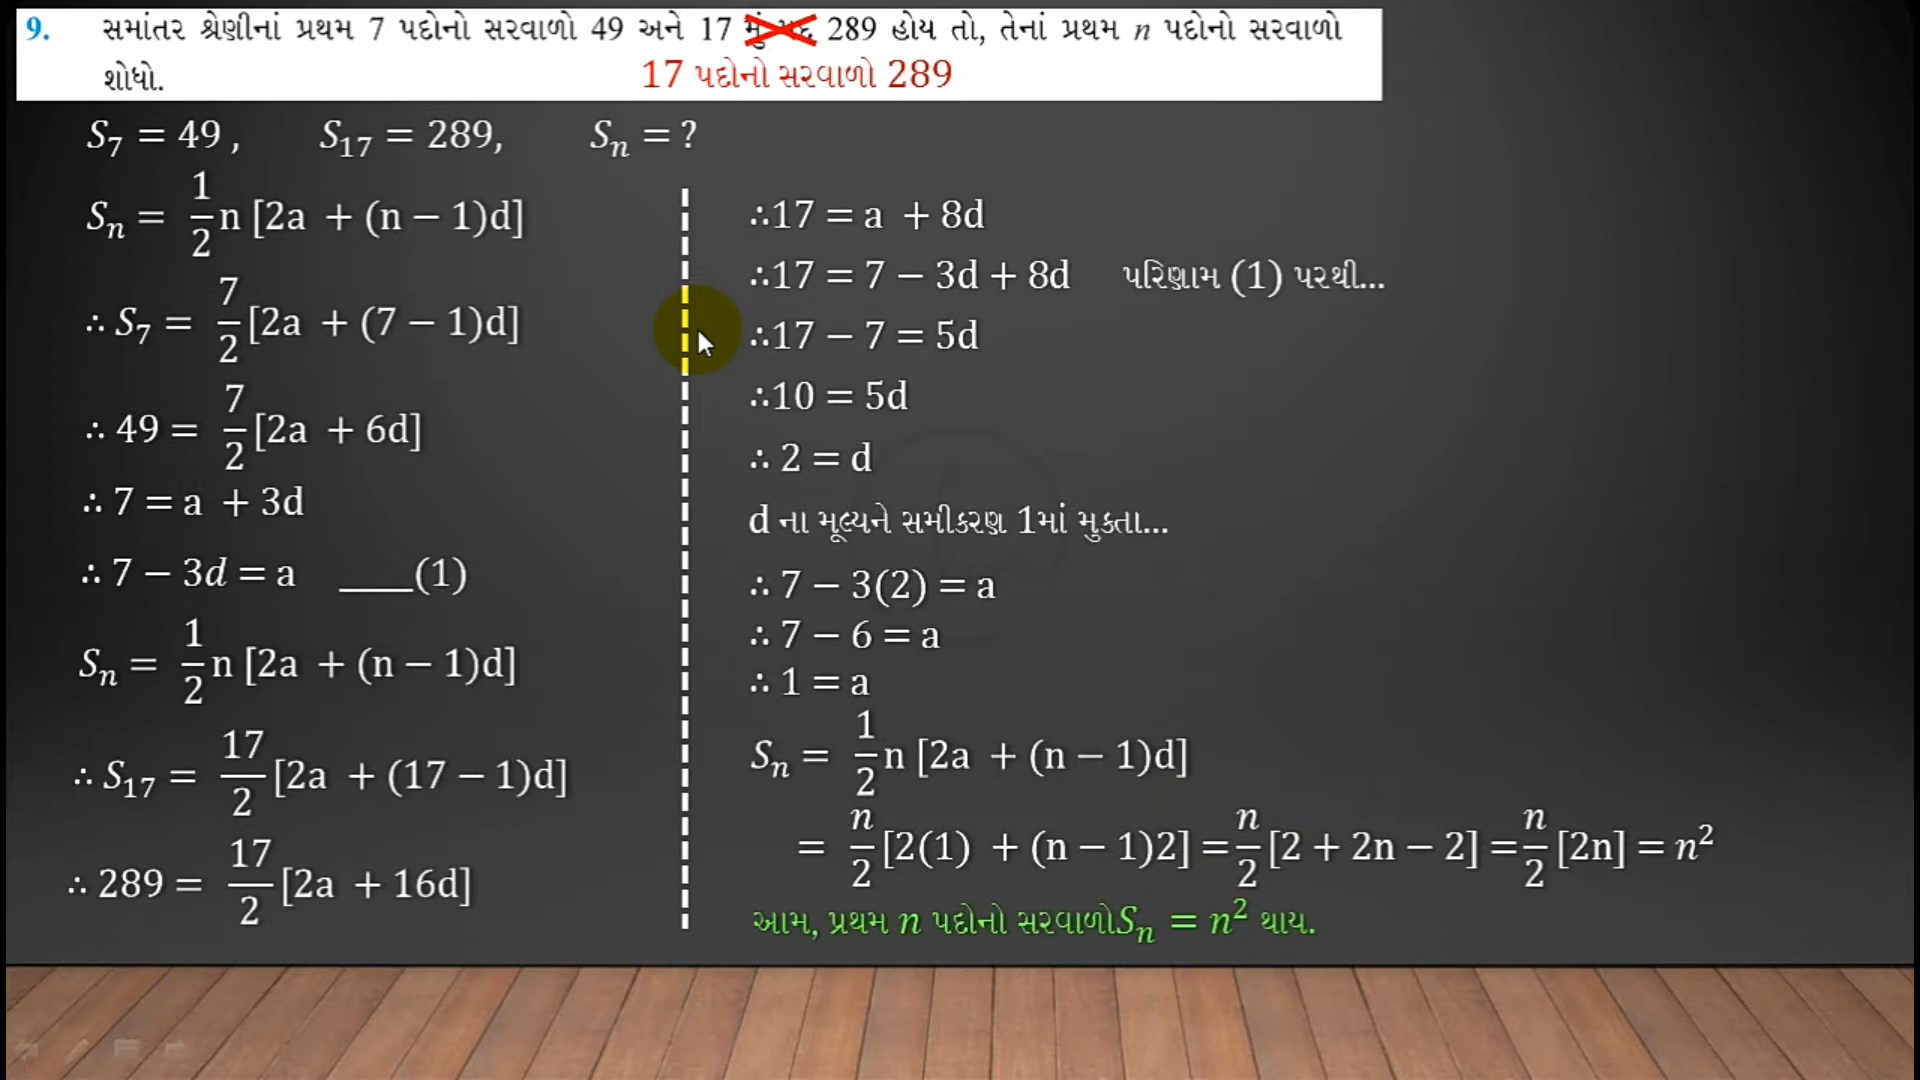 9. સમાંતર શ્રેણીનાં પ્રથમ 7 પદોનો સરવાળો 49 અને 17 મું પદ 289 હોય તો, તેનાં પ્રથમ n પદોનો સરવાળો
શોધો. 17 પદોનો સરવાળો 289
S₇ = 49 , S₁₇ = 289, Sₙ = ?
Sₙ = 1/2 n [2a + (n − 1)d]
∴ S₇ = 7/2 [2a + (7 − 1)d]
∴ 49 = 7/2 [2a + 6d]
∴ 7 = a + 3d
∴ 7 − 3d = a ____(1)
Sₙ = 1/2 n [2a + (n − 1)d]
∴ S₁₇ = 17/2 [2a + (17 − 1)d]
∴ 289 = 17/2 [2a + 16d]
∴17 = a + 8d
∴17 = 7 − 3d + 8d પરિણામ (1) પરથી...
∴17 − 7 = 5d
∴10 = 5d
∴ 2 = d
d ના મૂલ્યને સમીકરણ 1માં મુકતા...
∴ 7 − 3(2) = a
∴ 7 − 6 = a
∴ 1 = a
Sₙ = 1/2 n [2a + (n − 1)d]
= n/2 [2(1) + (n − 1)2] = n/2 [2 + 2n − 2] = n/2 [2n] = n²
આમ, પ્રથમ n પદોનો સરવાળોSₙ = n² થાય.